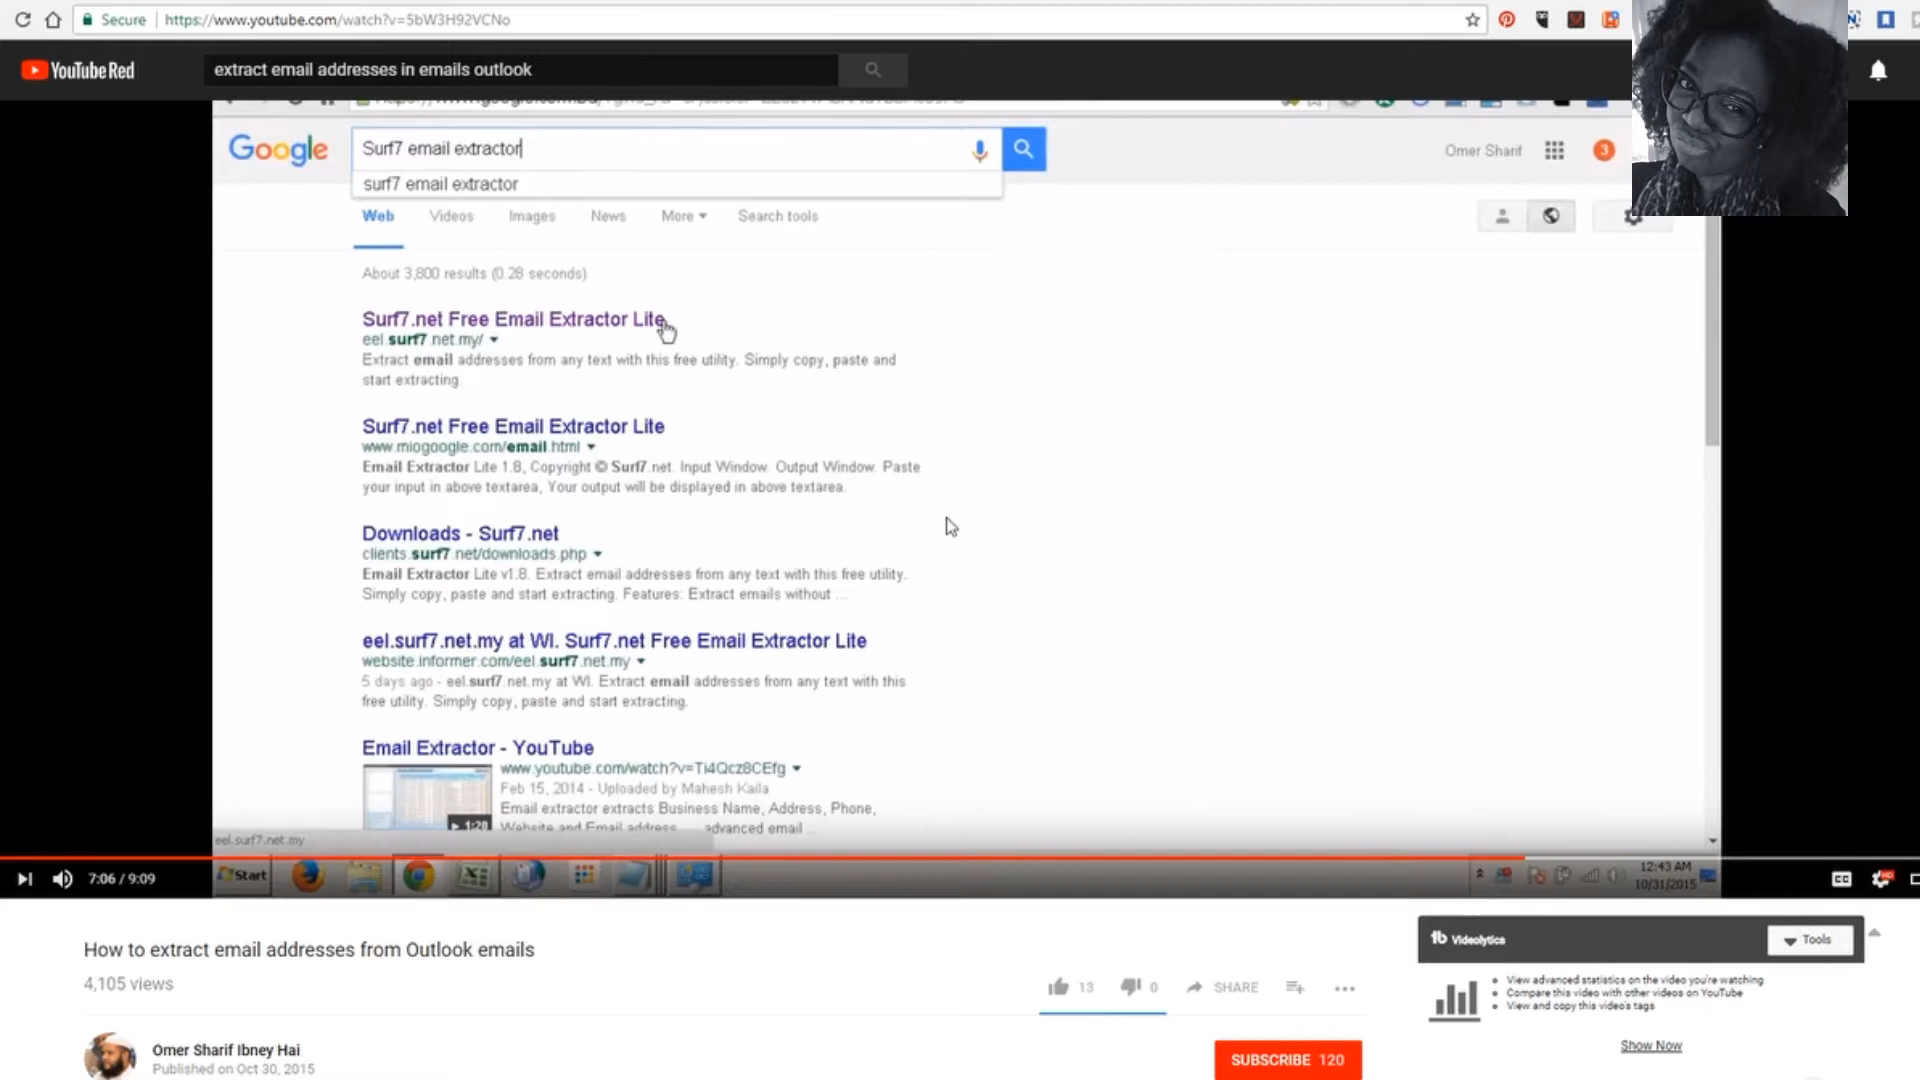 Secure
https://www.youtube.com/watch?v=5bW3H92VCNo
YouTube Red
extract email addresses in emails outlook
Google
Surf7 email extractor
surf7 email extractor
Omer Sharif
3
Web Videos Images News More Search tools
About 3,800 results (0.28 seconds)
Surf7.net Free Email Extractor Lite
eel.surf7.net.my/
Extract email addresses from any text with this free utility. Simply copy, paste and
start extracting.
Surf7.net Free Email Extractor Lite
www.miogoogle.com/email.html
Email Extractor Lite 1.8, Copyright © Surf7.net. Input Window. Output Window. Paste
your input in above textarea, Your output will be displayed in above textarea.
Downloads - Surf7.net
clients.surf7.net/downloads.php
Email Extractor Lite v1.8. Extract email addresses from any text with this free utility.
Simply copy, paste and start extracting. Features: Extract emails without ...
eel.surf7.net.my at WI. Surf7.net Free Email Extractor Lite
website.informer.com/eel.surf7.net.my
5 days ago - eel.surf7.net.my at WI. Extract email addresses from any text with this
free utility. Simply copy, paste and start extracting.
Email Extractor - YouTube
www.youtube.com/watch?v=Ti4Qcz8CEfg
Feb 15, 2014 - Uploaded by Mahesh Kaila
Email extractor extracts Business Name, Address, Phone,
1:20
Website and Email address ... advanced email ...
eel.surf7.net.my
Start
12:43 AM
10/31/2015
7:06 / 9:09
CC
HD
How to extract email addresses from Outlook emails
4,105 views
13
0
SHARE
Omer Sharif Ibney Hai
Published on Oct 30, 2015
SUBSCRIBE 120
tb Videolytics
Tools
View advanced statistics on the video you're watching
Compare this video with other videos on YouTube
View and copy this video's tags
Show Now